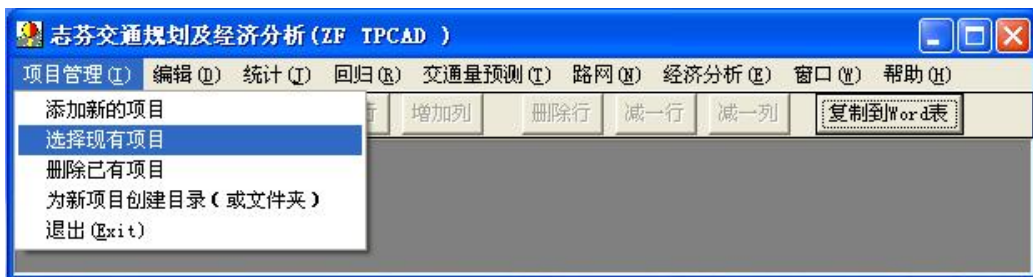 志芬交通规划及经济分析(ZF TPCAD )
项目管理(I) 编辑(D) 统计(J) 回归(R) 交通量预测(T) 路网(N) 经济分析(E) 窗口(W) 帮助(H)
行 增加列 删除行 减一行 减一列 复制到Word表
添加新的项目
选择现有项目
删除已有项目
为新项目创建目录(或文件夹)
退出(Exit)